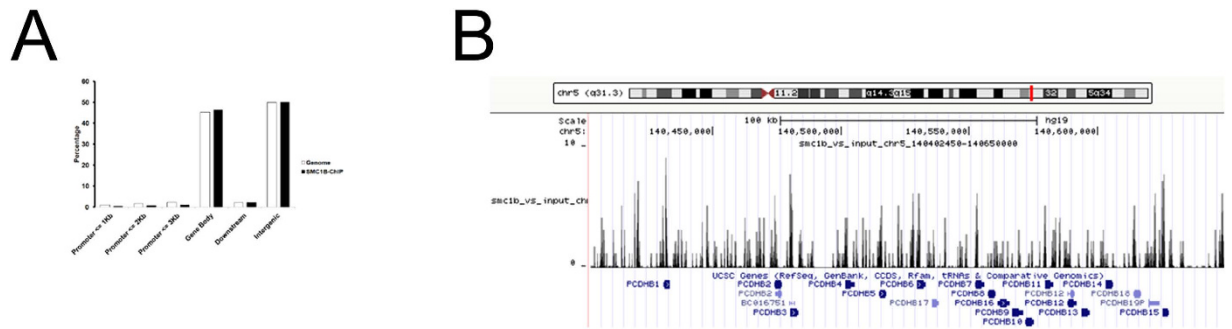 A
B
60
50
40
30
20
10
0
Percentage
Promoter <= 1Kb
Promoter <= 2Kb
Promoter <= 3Kb
Gene Body
Downstream
Intergenic
Genome
SMC1B-ChIP
chr5 (q31.3) 11.2 q14.3 q15 32 5q34
Scale 100 kb hg19
chr5: 140,450,000 140,500,000 140,550,000 140,600,000
smc1b_vs_input_chr5_140402450-140650000
10 _
smc1b_vs_input_ch
0 _
UCSC Genes (RefSeq, GenBank, CCDS, Rfam, tRNAs & Comparative Genomics)
PCDHB1 PCDHB2 PCDHB4 PCDHB6 PCDHB7 PCDHB11 PCDHB14
PCDHB2 PCDHB5 PCDHB8 PCDHB12 PCDHB18
BC016751 PCDHB17 PCDHB16 PCDHB12 PCDHB19P
PCDHB3 PCDHB9 PCDHB13 PCDHB15
PCDHB10